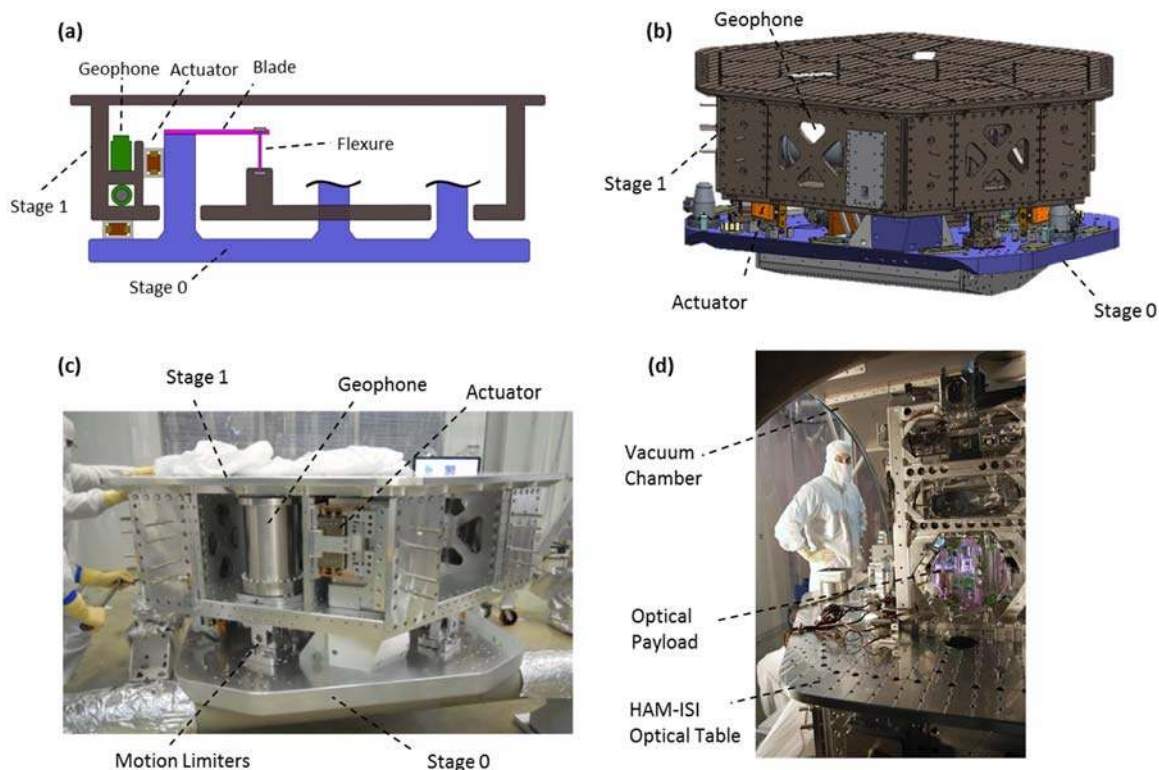 (a)
Geophone
Actuator
Blade
Flexure
Stage 1
Stage 0
(b)
Geophone
Stage 1
Actuator
Stage 0
(c)
Stage 1
Geophone
Actuator
Motion Limiters
Stage 0
(d)
Vacuum
Chamber
Optical
Payload
HAM-ISI
Optical Table